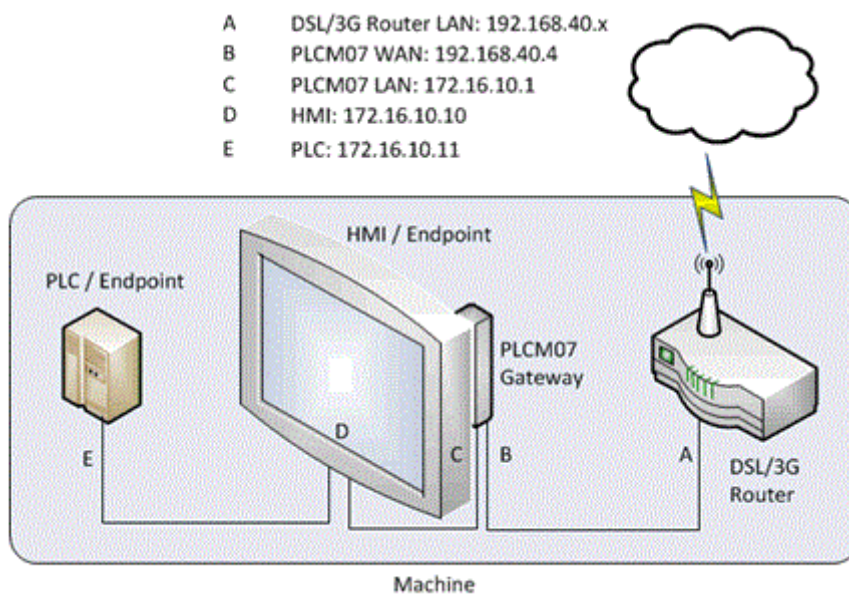 A DSL/3G Router LAN: 192.168.40.x
B PLCM07 WAN: 192.168.40.4
C PLCM07 LAN: 172.16.10.1
D HMI: 172.16.10.10
E PLC: 172.16.10.11
HMI / Endpoint
PLC / Endpoint
PLCM07
Gateway
D
E
C
B
A
DSL/3G
Router
Machine